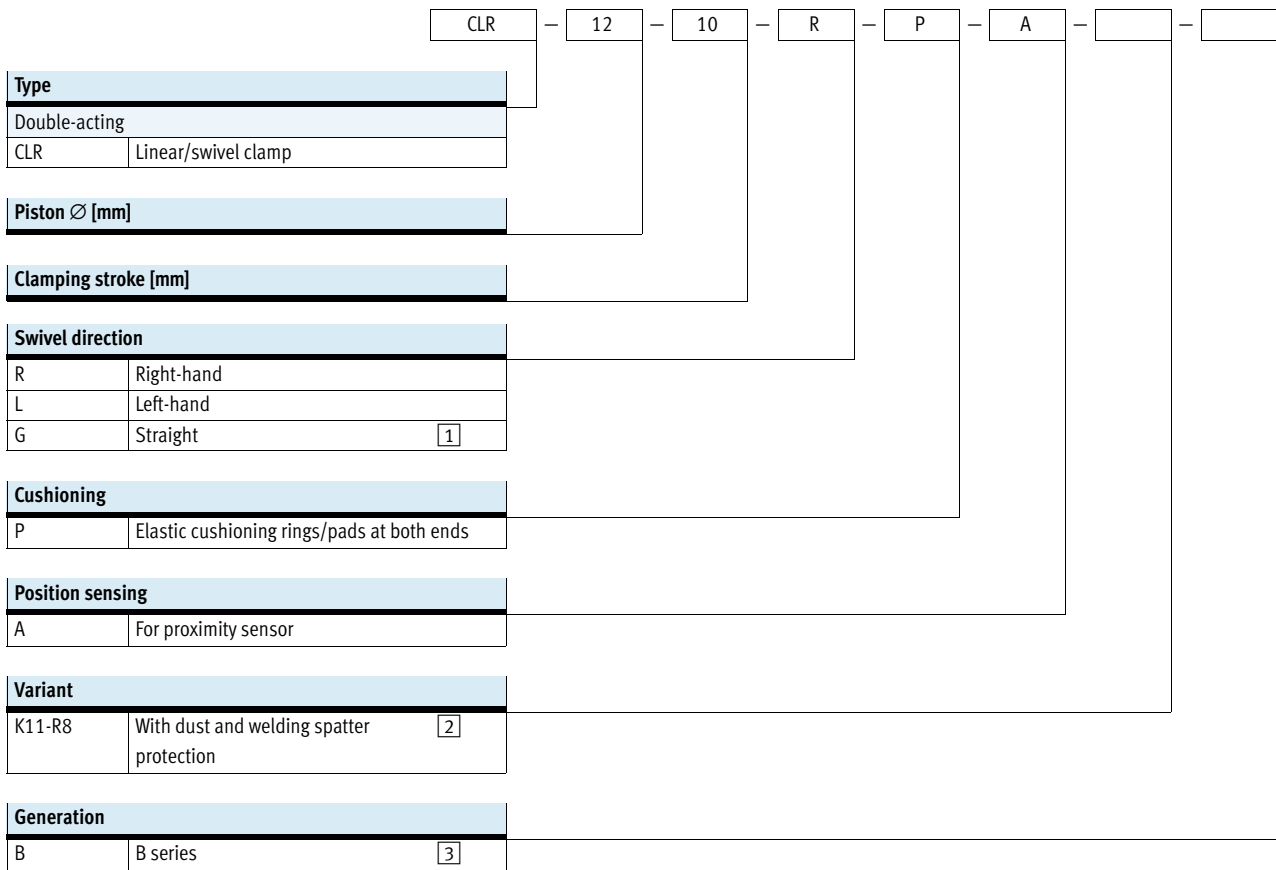 CLR – 12 – 10 – R – P – A – –
Type
Double-acting
CLR Linear/swivel clamp
Piston ∅ [mm]
Clamping stroke [mm]
Swivel direction
R Right-hand
L Left-hand
G Straight 1
Cushioning
P Elastic cushioning rings/pads at both ends
Position sensing
A For proximity sensor
Variant
K11-R8 With dust and welding spatter 2
protection
Generation
B B series 3